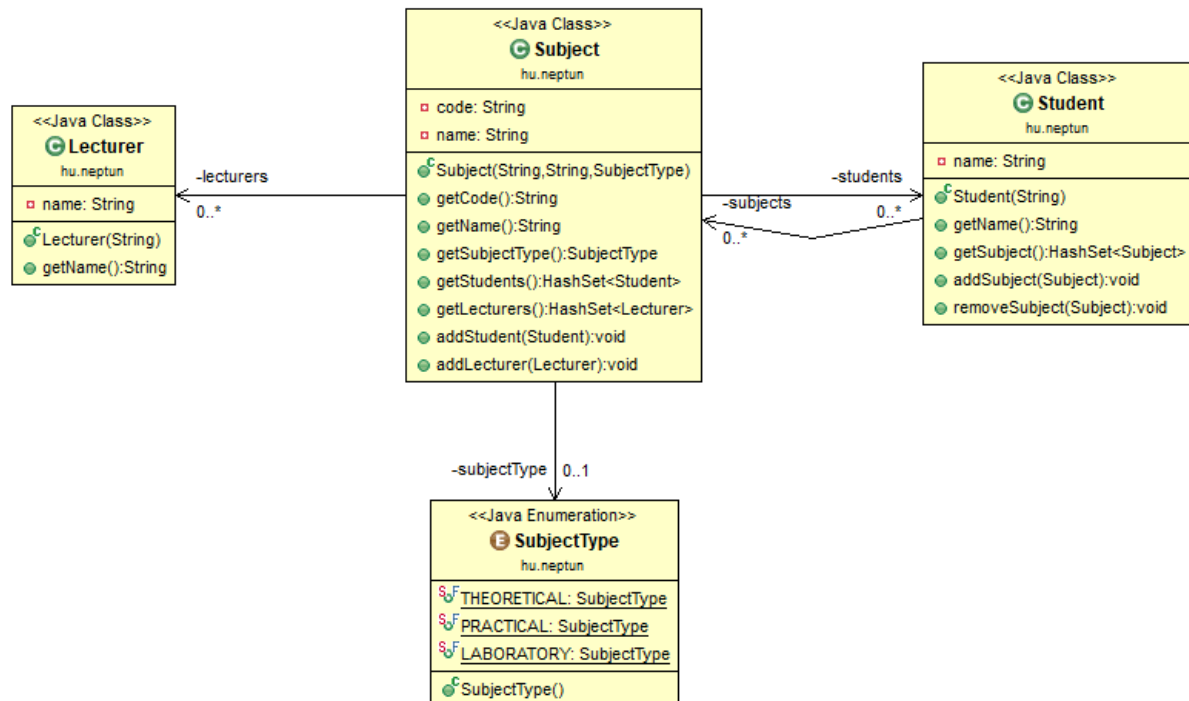 <<Java Class>>
Subject
hu.neptun
code: String
name: String
Subject(String,String,SubjectType)
getCode():String
getName():String
getSubjectType():SubjectType
getStudents():HashSet<Student>
getLecturers():HashSet<Lecturer>
addStudent(Student):void
addLecturer(Lecturer):void
<<Java Class>>
Lecturer
hu.neptun
name: String
Lecturer(String)
getName():String
-lecturers
0..*
<<Java Class>>
Student
hu.neptun
name: String
Student(String)
getName():String
getSubject():HashSet<Subject>
addSubject(Subject):void
removeSubject(Subject):void
-students
0..*
-subjects
0..*
-subjectType
0..1
<<Java Enumeration>>
SubjectType
hu.neptun
THEORETICAL: SubjectType
PRACTICAL: SubjectType
LABORATORY: SubjectType
SubjectType()